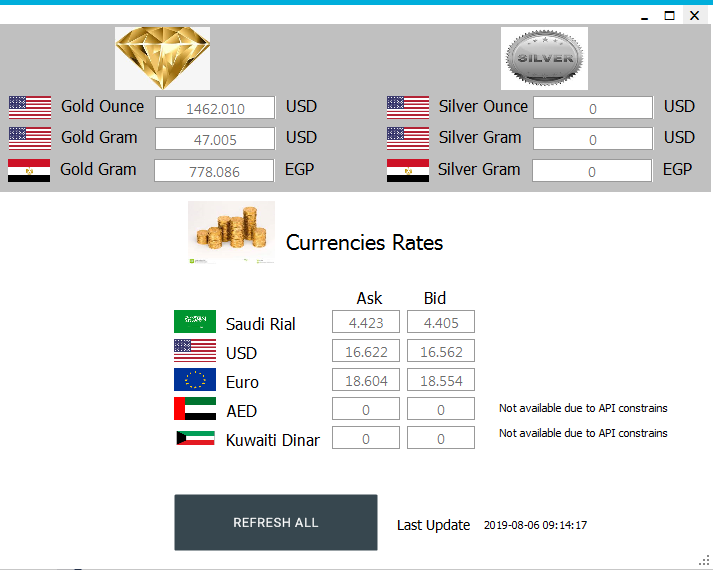 SILVER
Gold Ounce 1462.010 USD Silver Ounce 0 USD
Gold Gram 47.005 USD Silver Gram 0 USD
Gold Gram 778.086 EGP Silver Gram 0 EGP
Currencies Rates
Ask Bid
Saudi Rial 4.423 4.405
USD 16.622 16.562
Euro 18.604 18.554
AED 0 0 Not available due to API constrains
Kuwaiti Dinar 0 0 Not available due to API constrains
REFRESH ALL Last Update 2019-08-06 09:14:17